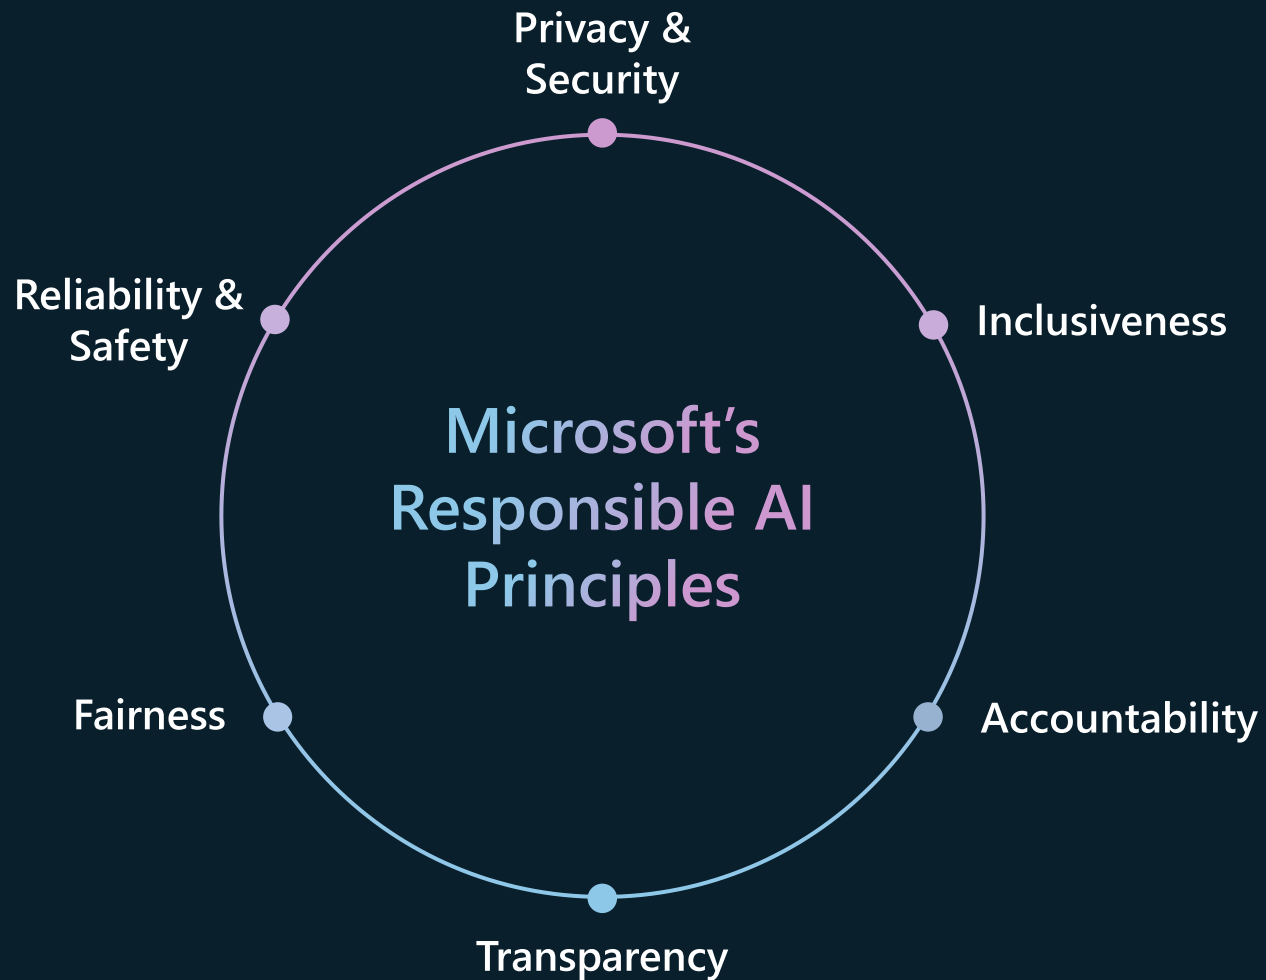 Privacy &
Security
Reliability &
Safety
Inclusiveness
Microsoft’s
Responsible AI
Principles
Fairness
Accountability
Transparency